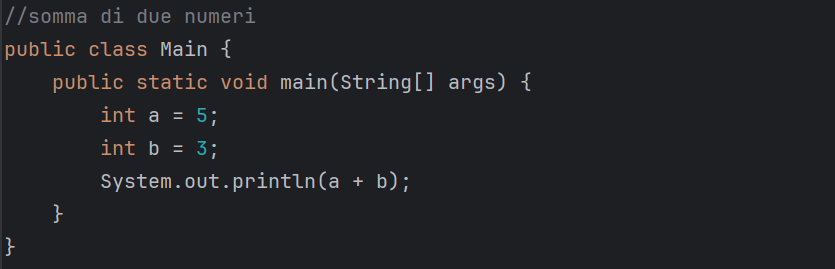 //somma di due numeri
public class Main {
    public static void main(String[] args) {
        int a = 5;
        int b = 3;
        System.out.println(a + b);
    }
}